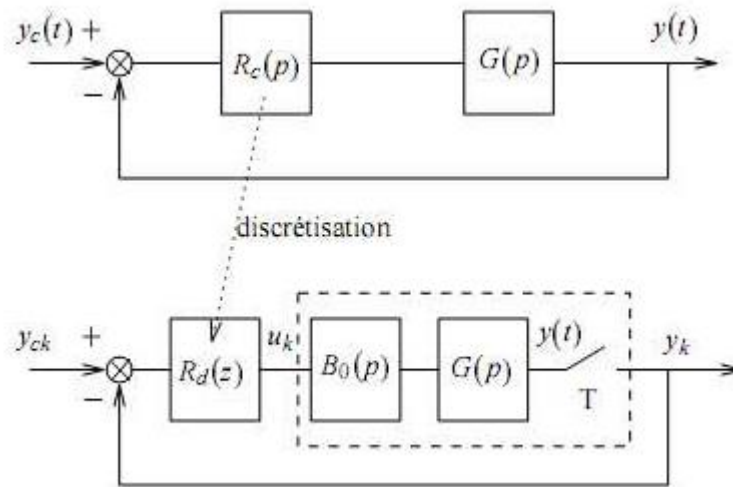 y_c(t) +
R_c(p)
G(p)
y(t)
−
discrétisation
y_ck +
R_d(z)
u_k
B_0(p)
G(p)
y(t)
T
y_k
−